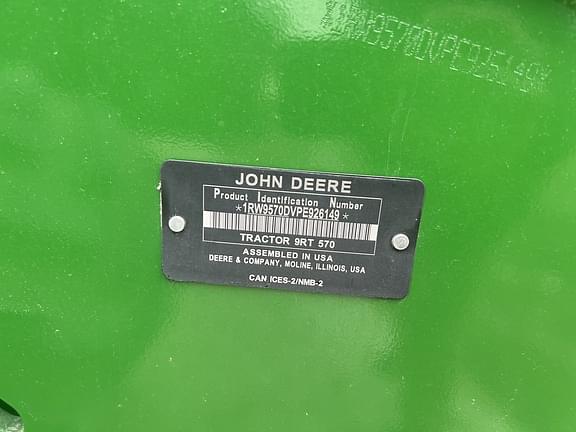 JOHN DEERE
Product Identification Number
*1RW9570DVPE926149*
TRACTOR 9RT 570
ASSEMBLED IN USA
DEERE & COMPANY, MOLINE, ILLINOIS, USA
CAN ICES-2/NMB-2